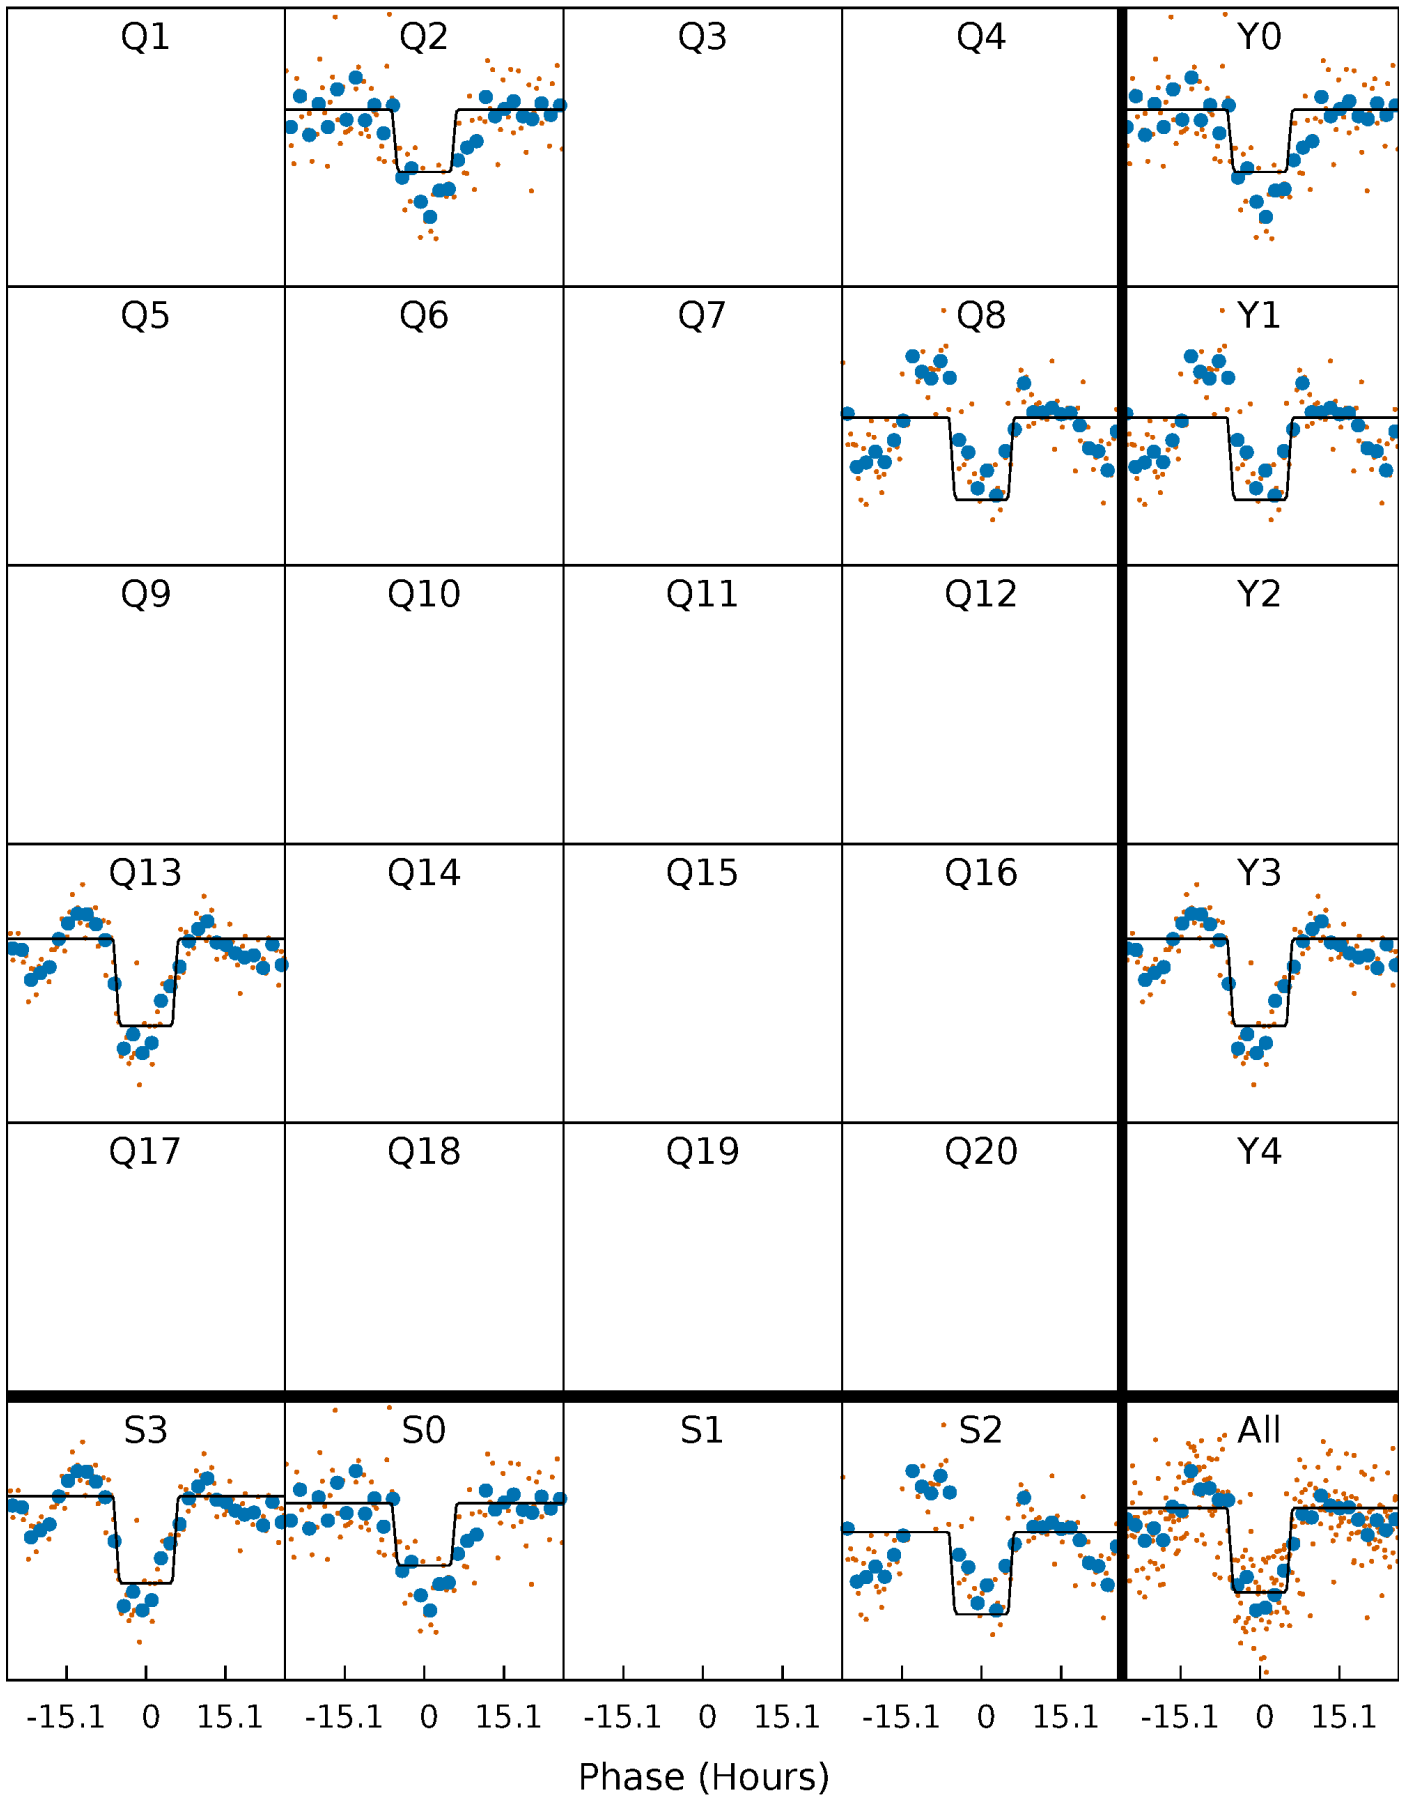 Q1 Q2 Q3 Q4 Y0
Q5 Q6 Q7 Q8 Y1
Q9 Q10 Q11 Q12 Y2
Q13 Q14 Q15 Q16 Y3
Q17 Q18 Q19 Q20 Y4
S3 S0 S1 S2 All
-15.1 0 15.1 -15.1 0 15.1 -15.1 0 15.1 -15.1 0 15.1 -15.1 0 15.1
Phase (Hours)